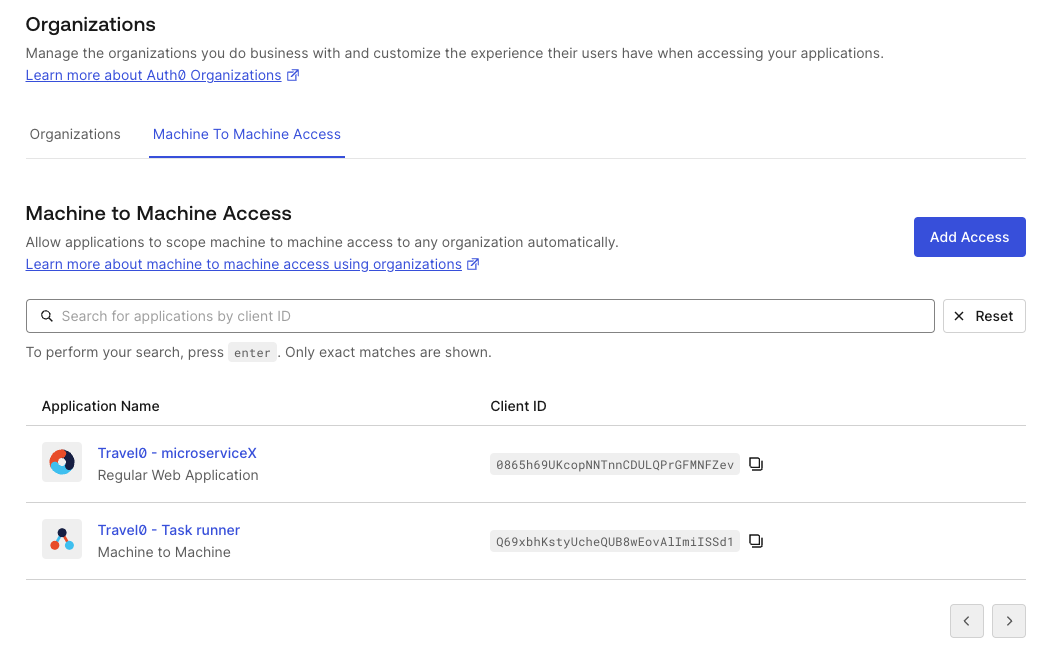 Organizations
Manage the organizations you do business with and customize the experience their users have when accessing your applications.
Learn more about Auth0 Organizations
Organizations
Machine To Machine Access
Machine to Machine Access
Allow applications to scope machine to machine access to any organization automatically.
Learn more about machine to machine access using organizations
Add Access
Search for applications by client ID
Reset
To perform your search, press enter. Only exact matches are shown.
Application Name
Client ID
Travel0 - microserviceX
Regular Web Application
0865h69UKcopNNTnnCDULQPrGFMNFZev
Travel0 - Task runner
Machine to Machine
Q69xbhKstyUcheQUB8wEovAlImiISSd1